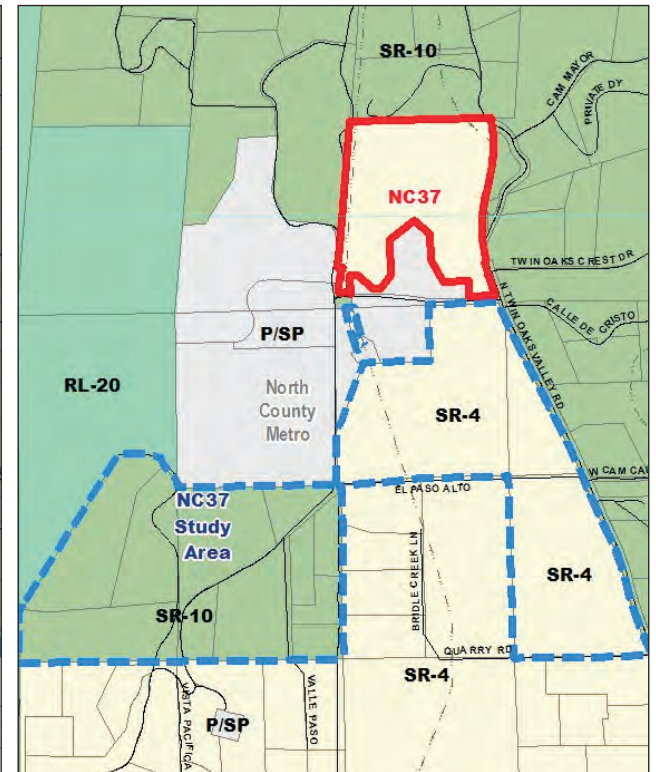 SR-10
CAM MAYOR
PRIVATE DY
NC37
TWIN OAKS CREST DR
N TWIN OAKS VALLEY RD
CALLE DE CRISTO
P/SP
RL-20
North
County
Metro
SR-4
W CAM CAL
EL PASO ALTO
NC37
Study
Area
BRIDLE CREEK LN
SR-4
SR-10
QUARRY RD
SR-4
VISTA PACIFICA
P/SP
VALLE PASO